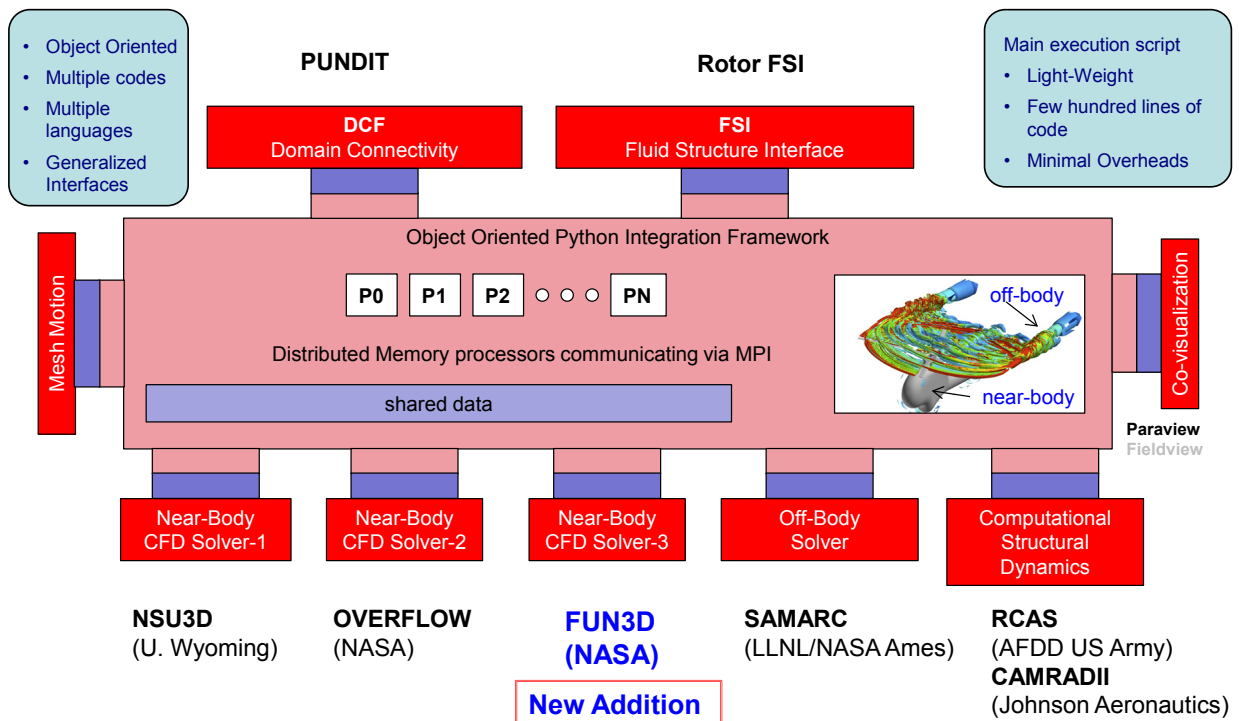 • Object Oriented
• Multiple codes
• Multiple
languages
• Generalized
Interfaces
PUNDIT
Rotor FSI
Main execution script
• Light-Weight
• Few hundred lines of
code
• Minimal Overheads
DCF
Domain Connectivity
FSI
Fluid Structure Interface
Object Oriented Python Integration Framework
P0
P1
P2
PN
Distributed Memory processors communicating via MPI
shared data
off-body
near-body
Mesh Motion
Co-visualization
Paraview
Fieldview
Near-Body
CFD Solver-1
Near-Body
CFD Solver-2
Near-Body
CFD Solver-3
Off-Body
Solver
Computational
Structural
Dynamics
NSU3D
(U. Wyoming)
OVERFLOW
(NASA)
FUN3D
(NASA)
New Addition
SAMARC
(LLNL/NASA Ames)
RCAS
(AFDD US Army)
CAMRADII
(Johnson Aeronautics)